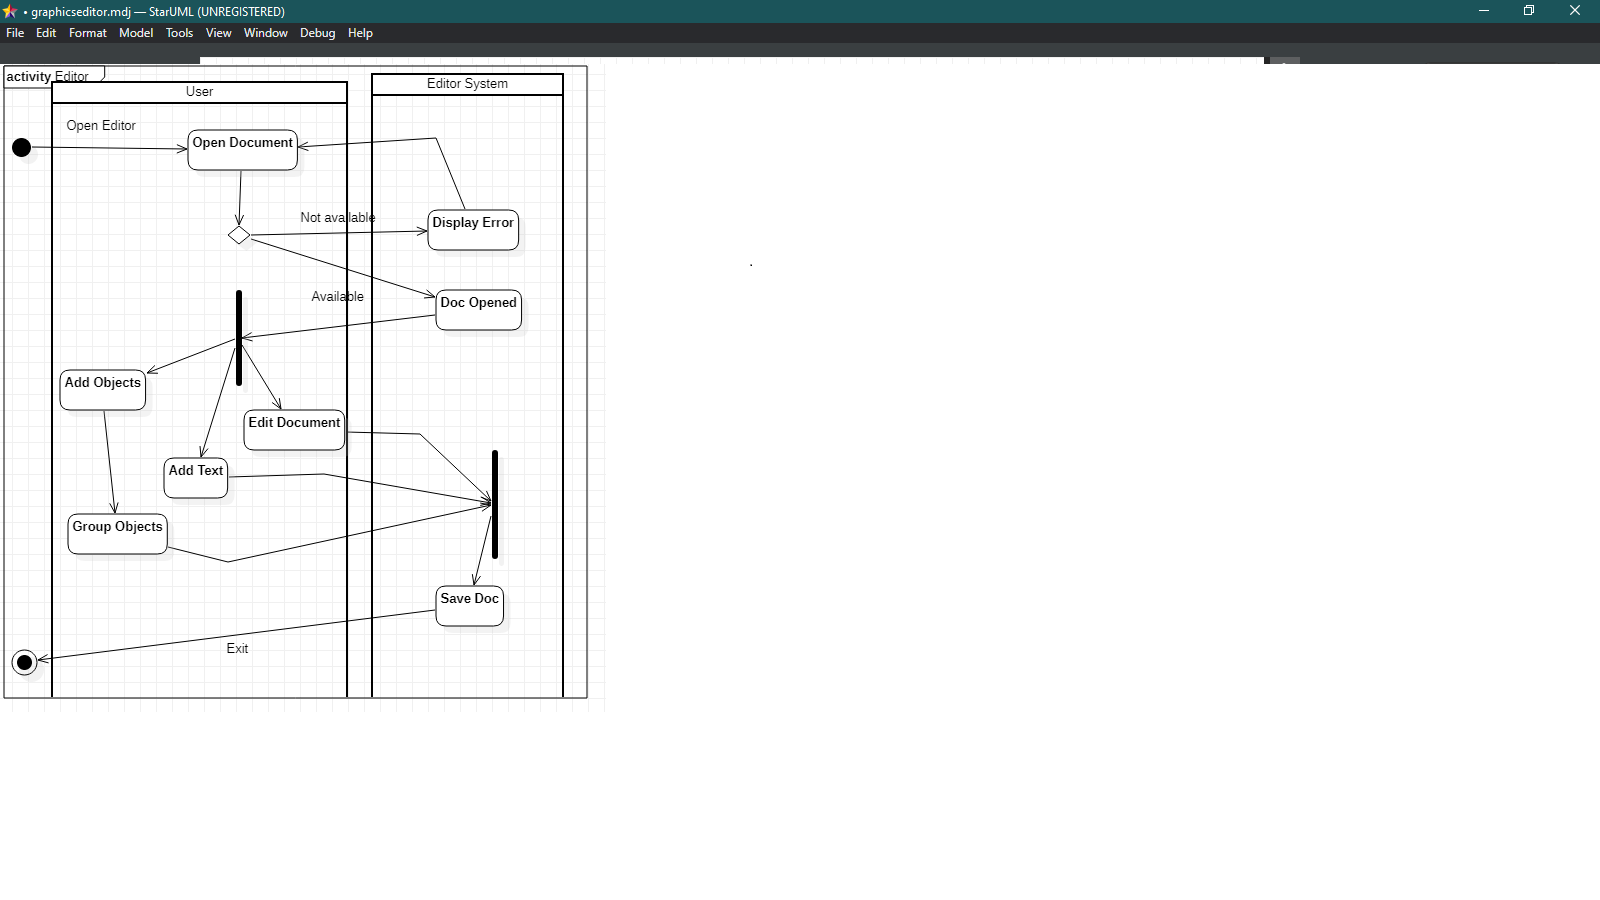 • graphicseditor.mdj — StarUML (UNREGISTERED)
File Edit Format Model Tools View Window Debug Help
activity Editor
User
Editor System
Open Editor
Open Document
Not available
Display Error
Available
Doc Opened
Add Objects
Edit Document
Add Text
Group Objects
Save Doc
Exit